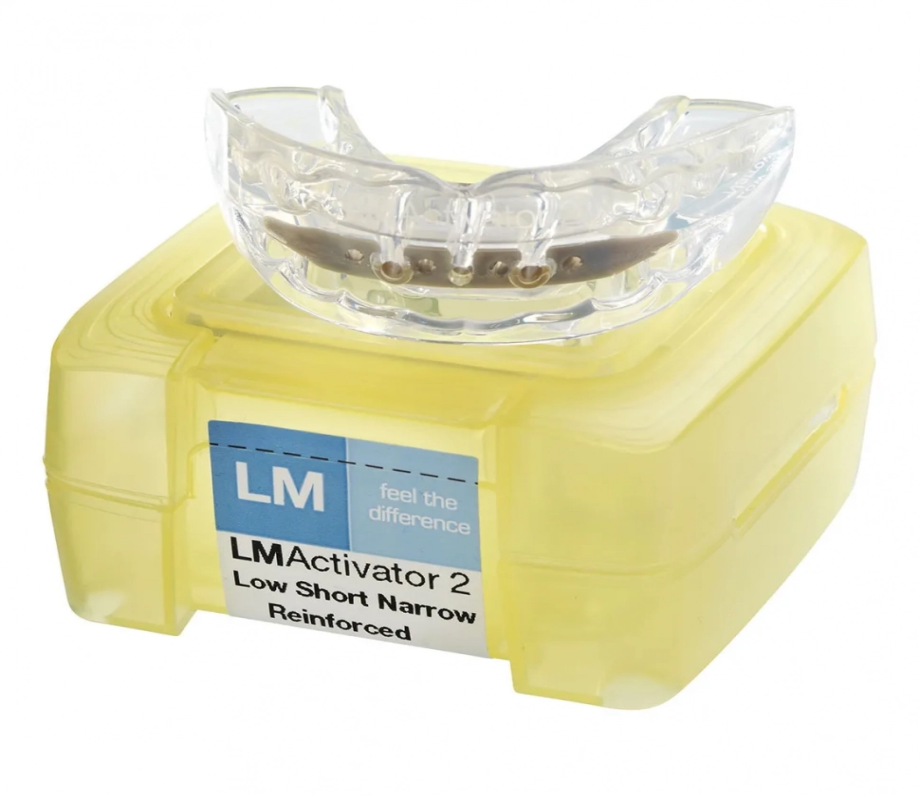 LM
feel the
difference
LMActivator 2
Low Short Narrow
Reinforced